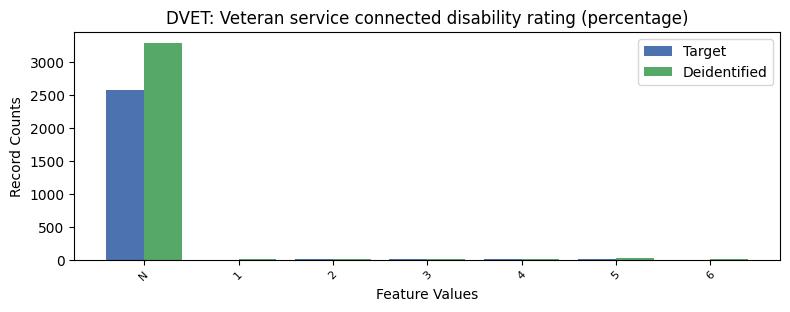 DVET: Veteran service connected disability rating (percentage)
Target
Deidentified
Record Counts
3000
2500
2000
1500
1000
500
0
N 1 2 3 4 5 6
Feature Values